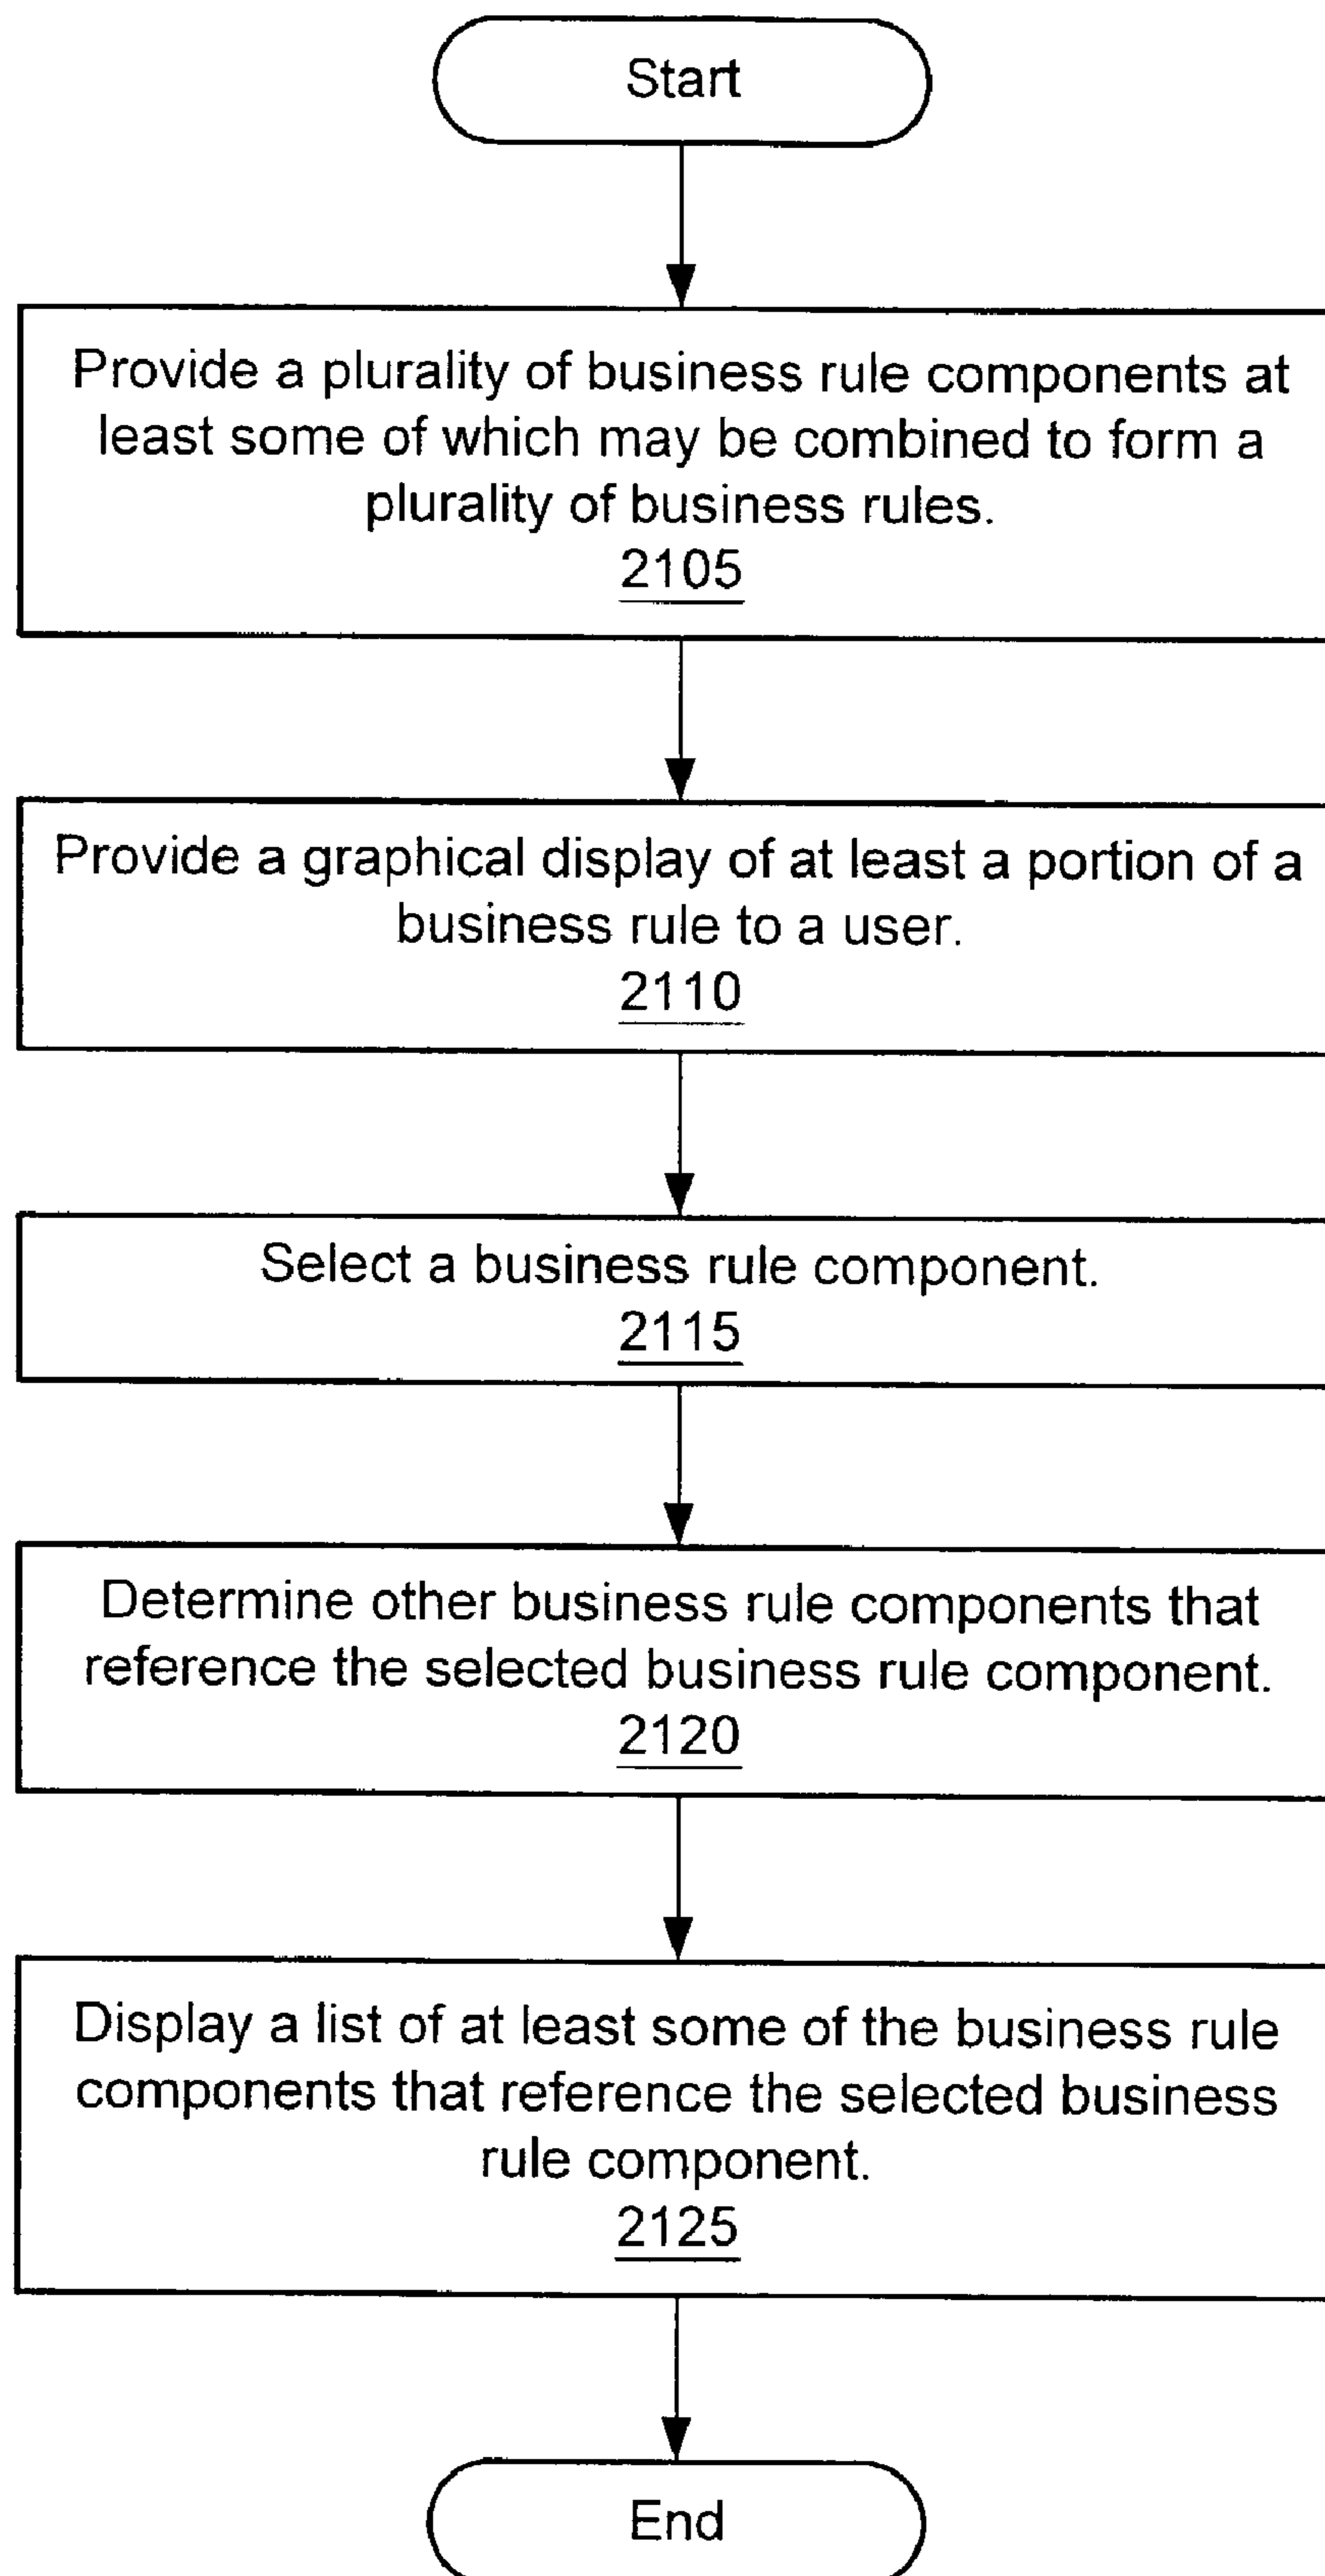 Start
Provide a plurality of business rule components at
least some of which may be combined to form a
plurality of business rules.
2105
Provide a graphical display of at least a portion of a
business rule to a user.
2110
Select a business rule component.
2115
Determine other business rule components that
reference the selected business rule component.
2120
Display a list of at least some of the business rule
components that reference the selected business
rule component.
2125
End